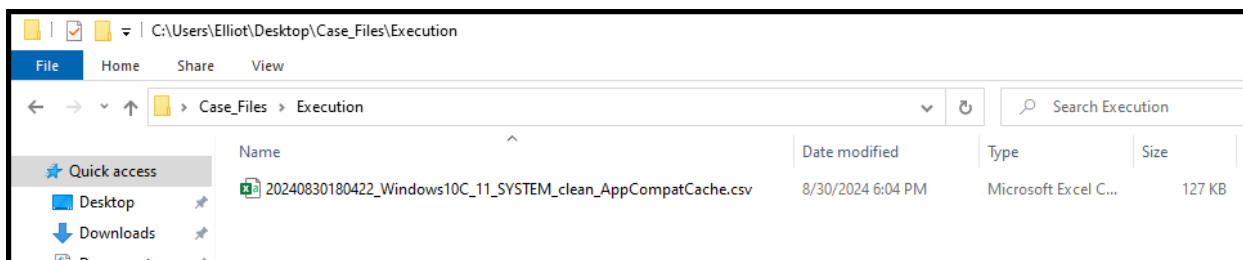 C:\Users\Elliot\Desktop\Case_Files\Execution
File Home Share View
Case_Files Execution Search Execution
Name Date modified Type Size
Quick access
20240830180422_Windows10C_11_SYSTEM_clean_AppCompatCache.csv 8/30/2024 6:04 PM Microsoft Excel C... 127 KB
Desktop
Downloads